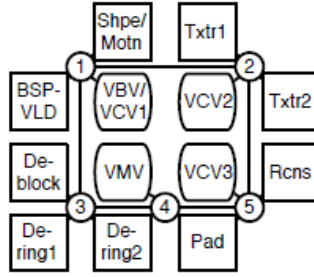 Shpe/
Motn
Txtr1
1
2
BSP-
VLD
VBV/
VCV1
VCV2
Txtr2
De-
block
VMV
VCV3
Rcns
3
4
5
De-
ring1
De-
ring2
Pad